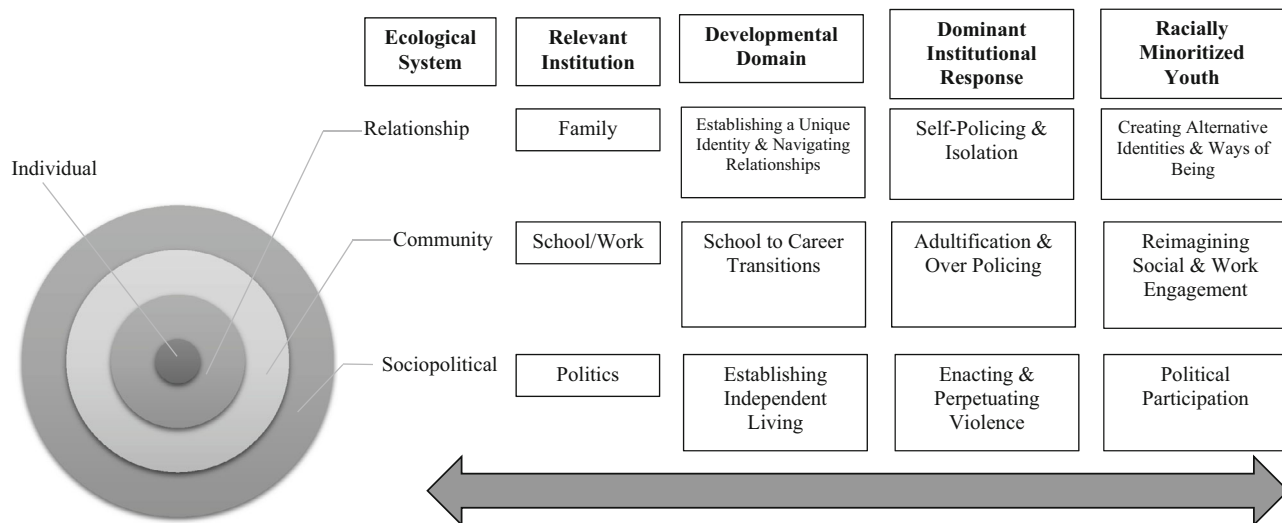 Ecological
System
Relevant
Institution
Developmental
Domain
Dominant
Institutional
Response
Racially
Minoritized
Youth
Individual
Relationship
Family
Establishing a Unique
Identity & Navigating
Relationships
Self-Policing &
Isolation
Creating Alternative
Identities & Ways of
Being
Community
School/Work
School to Career
Transitions
Adultification &
Over Policing
Reimagining
Social & Work
Engagement
Sociopolitical
Politics
Establishing
Independent
Living
Enacting &
Perpetuating
Violence
Political
Participation